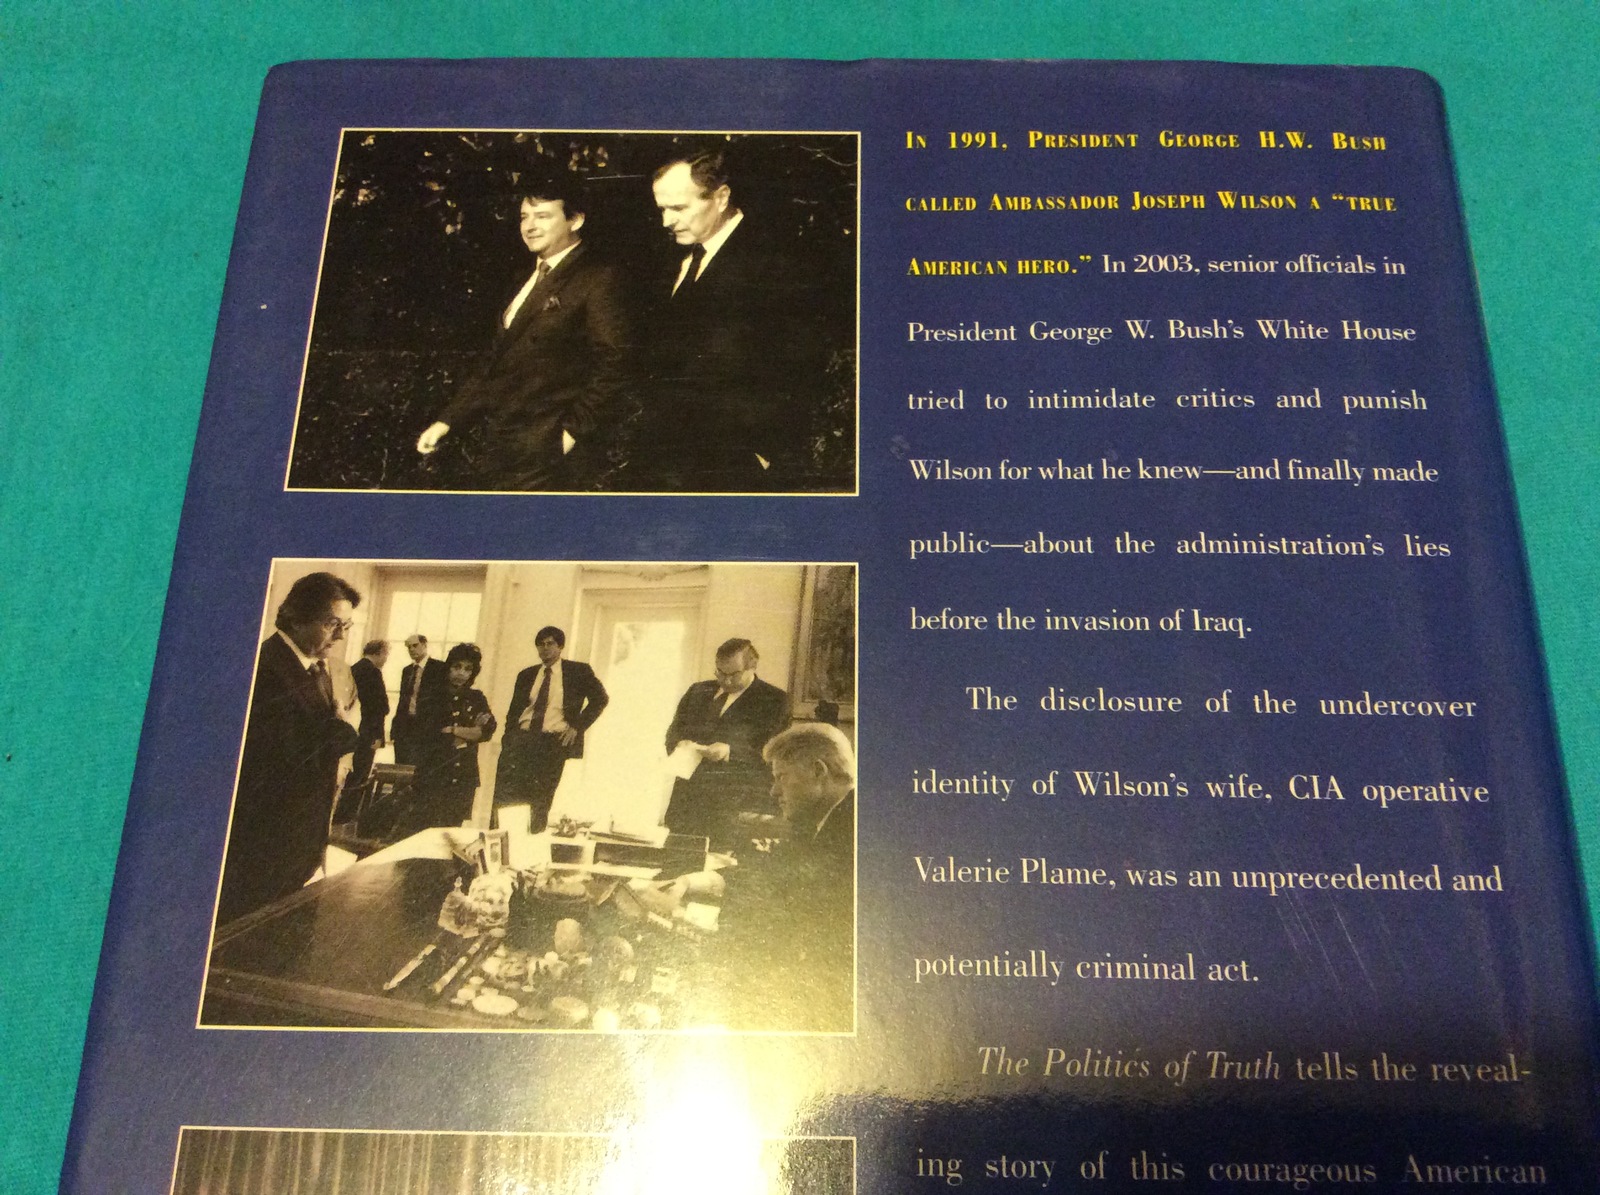 IN 1991, PRESIDENT GEORGE H.W. BUSH
CALLED AMBASSADOR JOSEPH WILSON A “TRUE
AMERICAN HERO.” In 2003, senior officials in
President George W. Bush’s White House
tried to intimidate critics and punish
Wilson for what he knew—and finally made
public—about the administration’s lies
before the invasion of Iraq.
The disclosure of the undercover
identity of Wilson’s wife, CIA operative
Valerie Plame, was an unprecedented and
potentially criminal act.
The Politics of Truth tells the reveal-
ing story of this courageous American